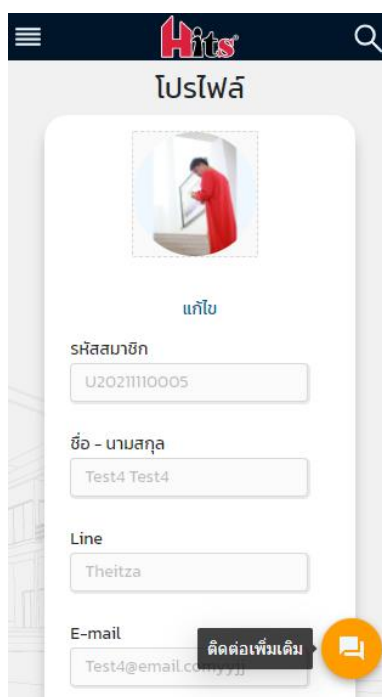 Hits
โปรไฟล์
แก้ไข
รหัสสมาชิก
U20211110005
ชื่อ - นามสกุล
Test4 Test4
Line
Theitza
E-mail
ติดต่อเพิ่มเติม
Test4@email.comyyjj